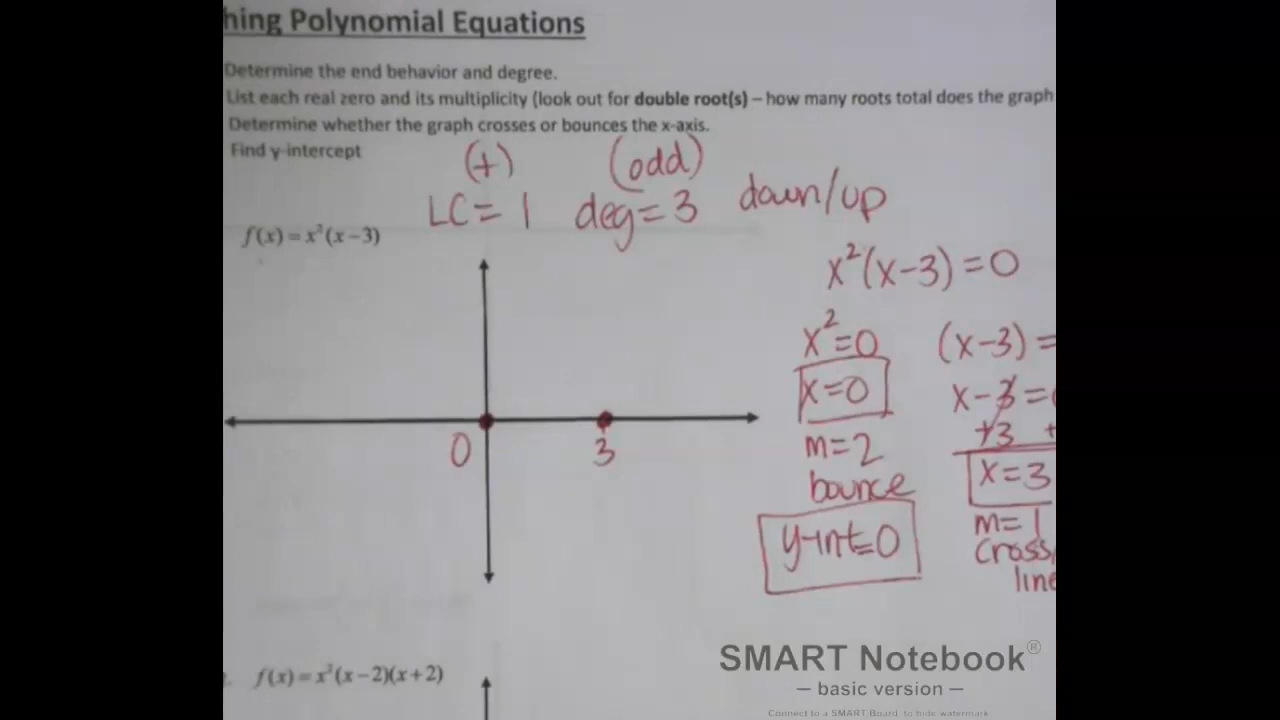 hing Polynomial Equations
Determine the end behavior and degree.
List each real zero and its multiplicity (look out for double root(s) – how many roots total does the graph
Determine whether the graph crosses or bounces the x-axis.
Find y-intercept
(+) (odd)
LC = 1 deg = 3 down/up
f(x) = x²(x−3)
x²(x−3) = 0
x² = 0 (x−3) =
x = 0 x − 3 =
+3 +
m = 2 x = 3
bounce
y-int = 0 m = 1
cross
line
0 3
f(x) = x²(x−2)(x+2)
SMART Notebook®
– basic version –
Connect to a SMART Board to hide watermark